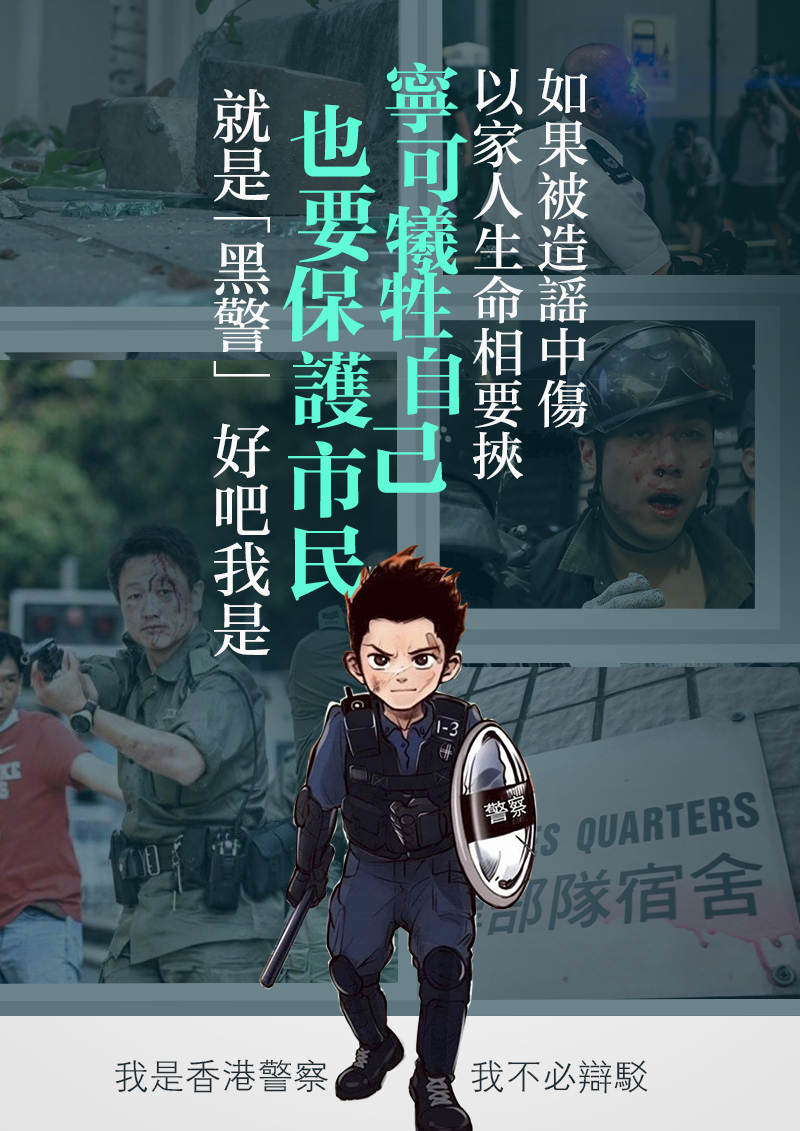 如果被造謠中傷
以家人生命相要挾
寧可犧牲自己
也要保護市民
就是「黑警」 好吧我是
1-3
警察
S QUARTERS
部隊宿舍
我是香港警察 我不必辯駁